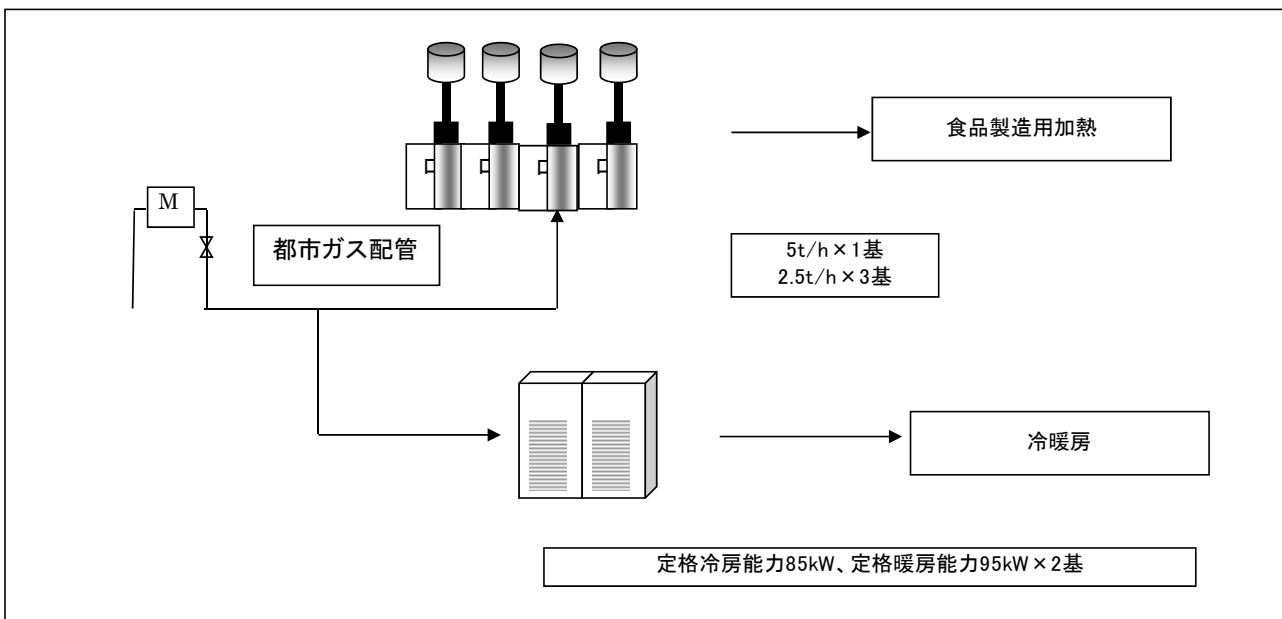 食品製造用加熱
M
都市ガス配管
5t/h×1基
2.5t/h×3基
冷暖房
定格冷房能力85kW、定格暖房能力95kW×2基